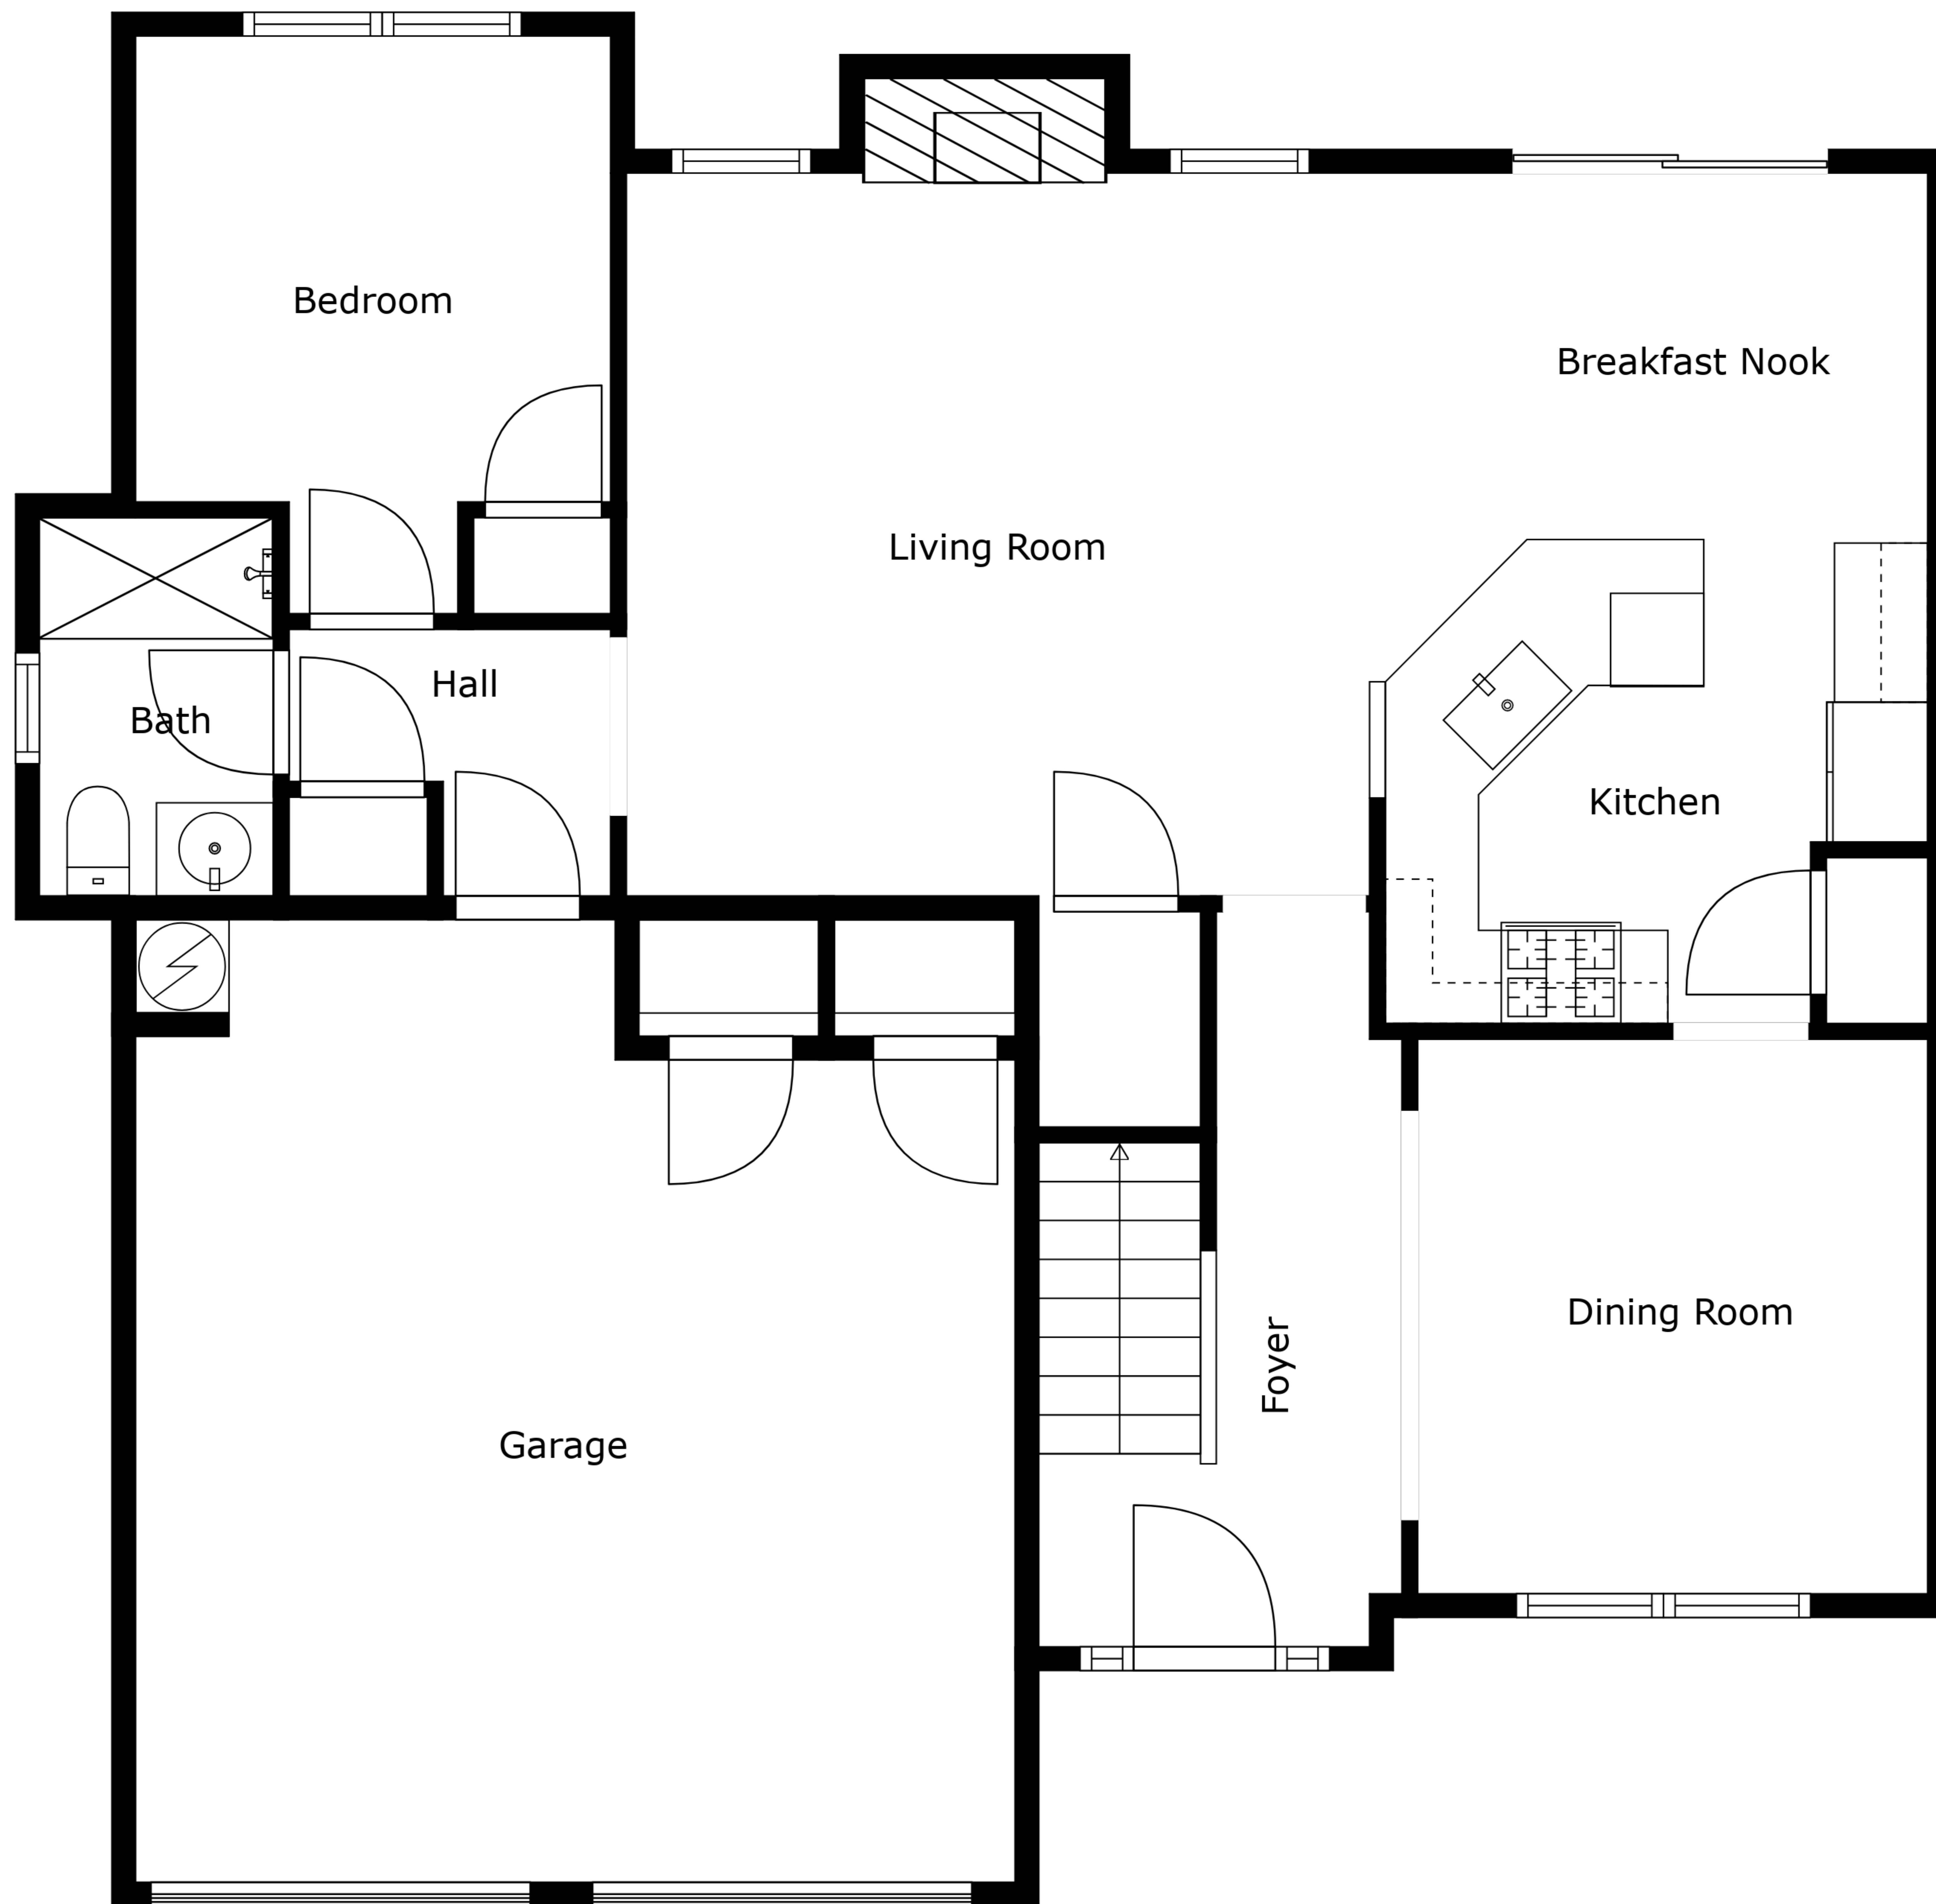 Bedroom
Breakfast Nook
Living Room
Hall
Bath
Kitchen
Dining Room
Foyer
Garage